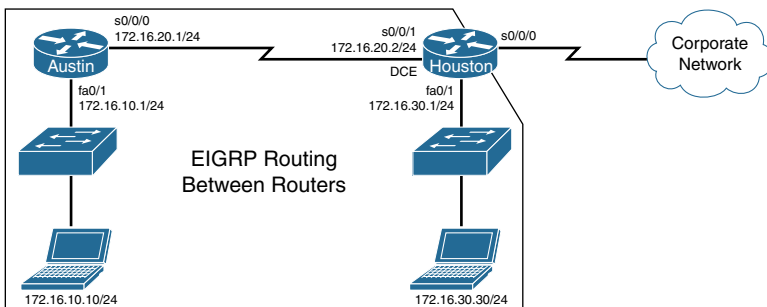 s0/0/0
172.16.20.1/24
s0/0/1
172.16.20.2/24
s0/0/0
Corporate
Network
Austin
DCE
Houston
fa0/1
172.16.10.1/24
fa0/1
172.16.30.1/24
EIGRP Routing
Between Routers
172.16.10.10/24
172.16.30.30/24